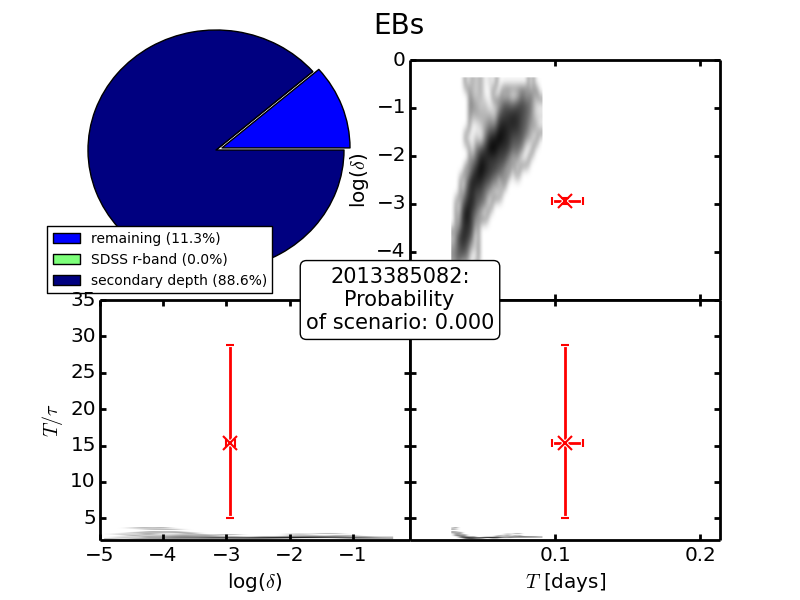 EBs
remaining (11.3%)
SDSS r-band (0.0%)
secondary depth (88.6%)
0
−1
−2
−3
−4
log(δ)
2013385082:
Probability
of scenario: 0.000
35
30
25
20
15
10
5
T/τ
−5 −4 −3 −2 −1
log(δ)
0.1 0.2
T [days]